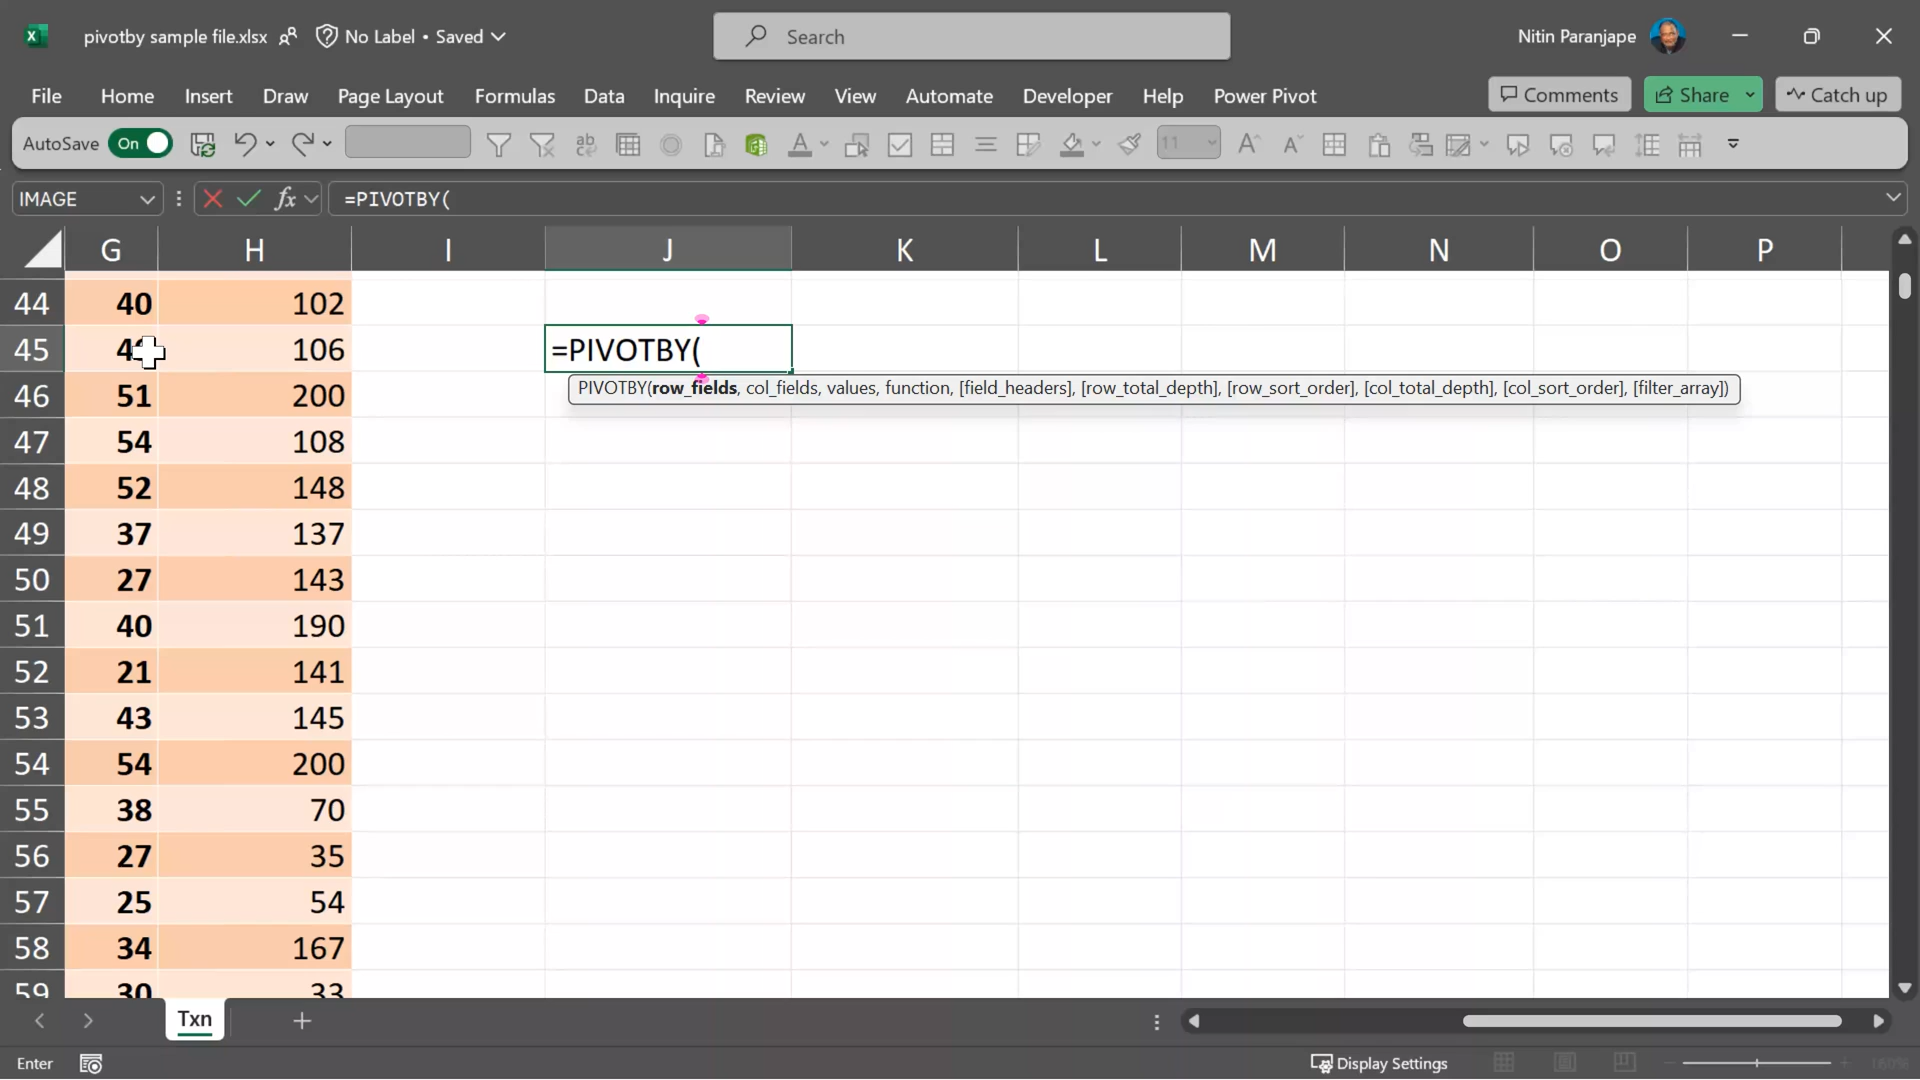 pivotby sample file.xlsx No Label • Saved Search Nitin Paranjape
File Home Insert Draw Page Layout Formulas Data Inquire Review View Automate Developer Help Power Pivot Comments Share Catch up
AutoSave On ab A 11 A A
IMAGE fx =PIVOTBY(
G H I J K L M N O P
44 40 102
45 106 =PIVOTBY(
PIVOTBY(row_fields, col_fields, values, function, [field_headers], [row_total_depth], [row_sort_order], [col_total_depth], [col_sort_order], [filter_array])
46 51 200
47 54 108
48 52 148
49 37 137
50 27 143
51 40 190
52 21 141
53 43 145
54 54 200
55 38 70
56 27 35
57 25 54
58 34 167
59 30 33
Txn
Enter Display Settings 160%